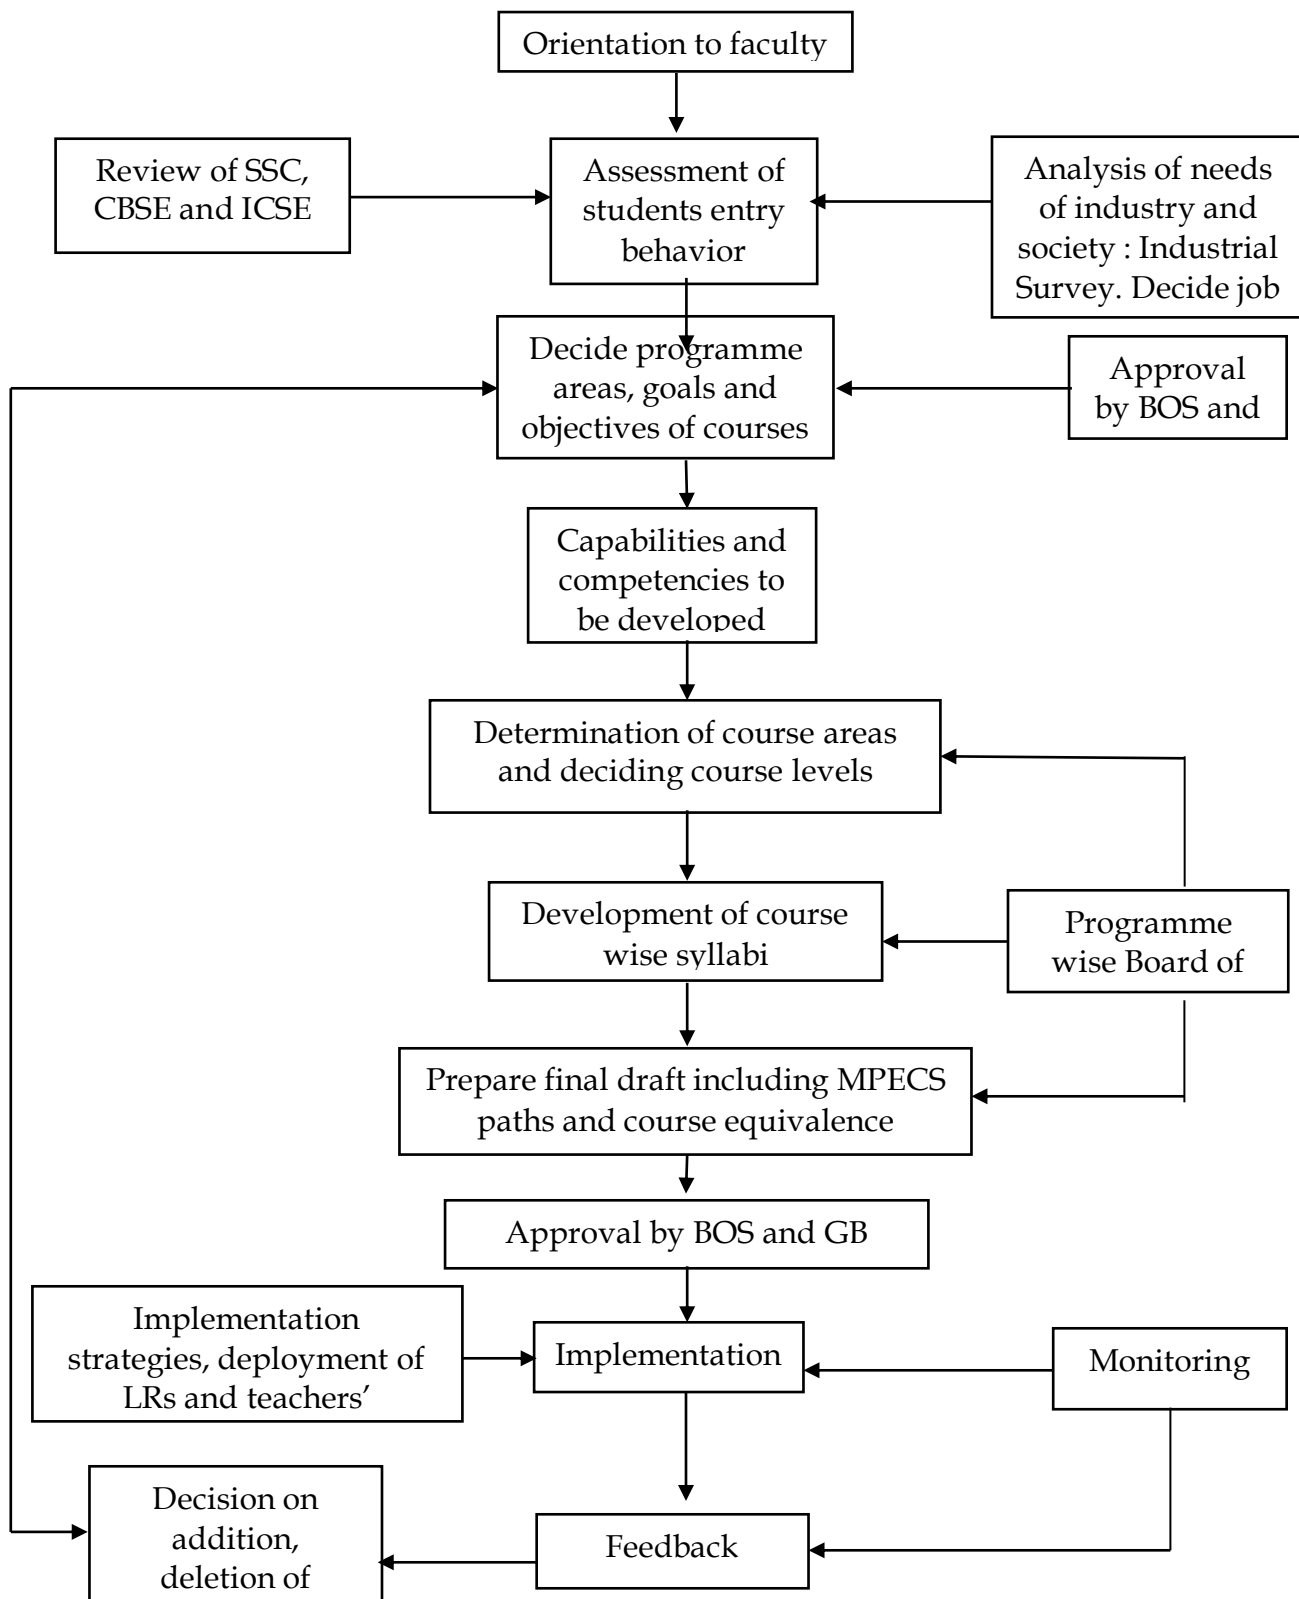 Orientation to faculty
Review of SSC,
CBSE and ICSE
Assessment of
students entry
behavior
Analysis of needs
of industry and
society : Industrial
Survey. Decide job
Decide programme
areas, goals and
objectives of courses
Approval
by BOS and
Capabilities and
competencies to
be developed
Determination of course areas
and deciding course levels
Development of course
wise syllabi
Programme
wise Board of
Prepare final draft including MPECS
paths and course equivalence
Approval by BOS and GB
Implementation
strategies, deployment of
LRs and teachers’
Implementation
Monitoring
Decision on
addition,
deletion of
Feedback